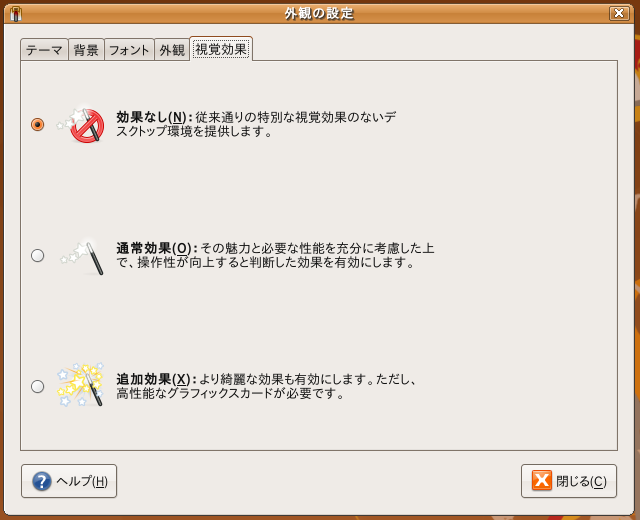 外観の設定
テーマ 背景 フォント 外観 視覚効果
効果なし(N): 従来通りの特別な視覚効果のないデ
スクトップ環境を提供します。
通常効果(O): その魅力と必要な性能を充分に考慮した上
で、操作性が向上すると判断した効果を有効にします。
追加効果(X): より綺麗な効果も有効にします。ただし、
高性能なグラフィックスカードが必要です。
ヘルプ(H) 閉じる(C)